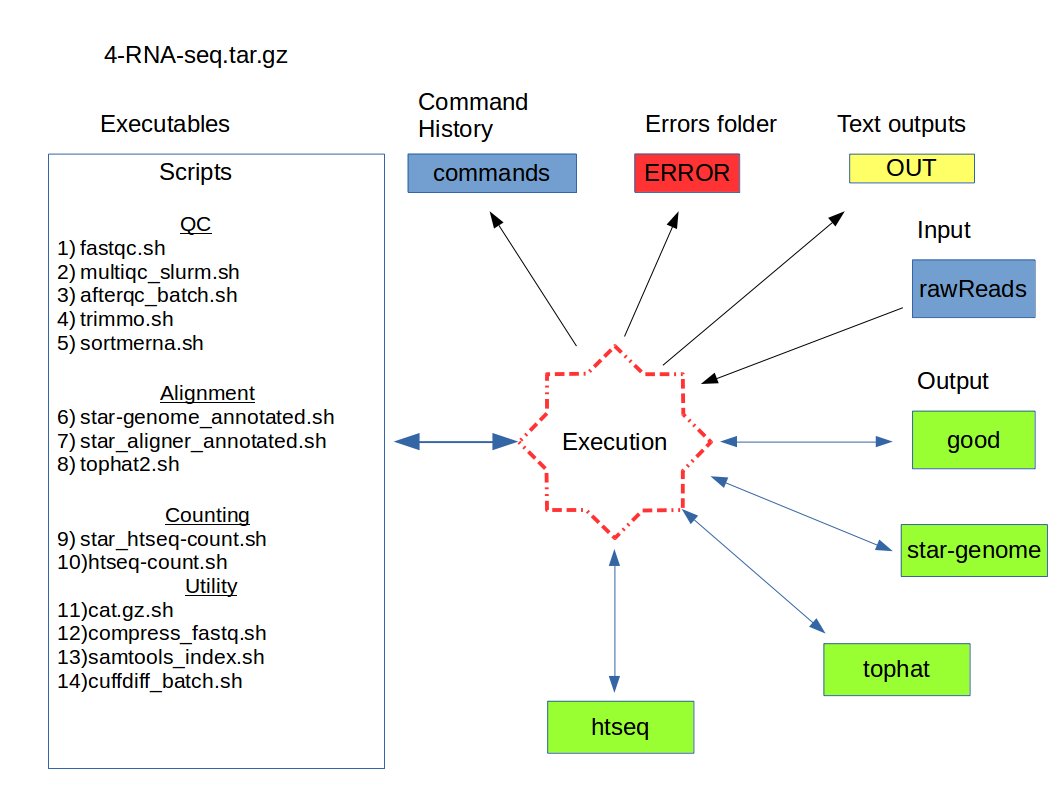 4-RNA-seq.tar.gz
Executables
Scripts
QC
1) fastqc.sh
2) multiqc_slurm.sh
3) afterqc_batch.sh
4) trimmo.sh
5) sortmerna.sh
Alignment
6) star-genome_annotated.sh
7) star_aligner_annotated.sh
8) tophat2.sh
Counting
9) star_htseq-count.sh
10)htseq-count.sh
Utility
11)cat.gz.sh
12)compress_fastq.sh
13)samtools_index.sh
14)cuffdiff_batch.sh
Command
History
commands
Errors folder
ERROR
Text outputs
OUT
Input
rawReads
Execution
Output
good
star-genome
tophat
htseq